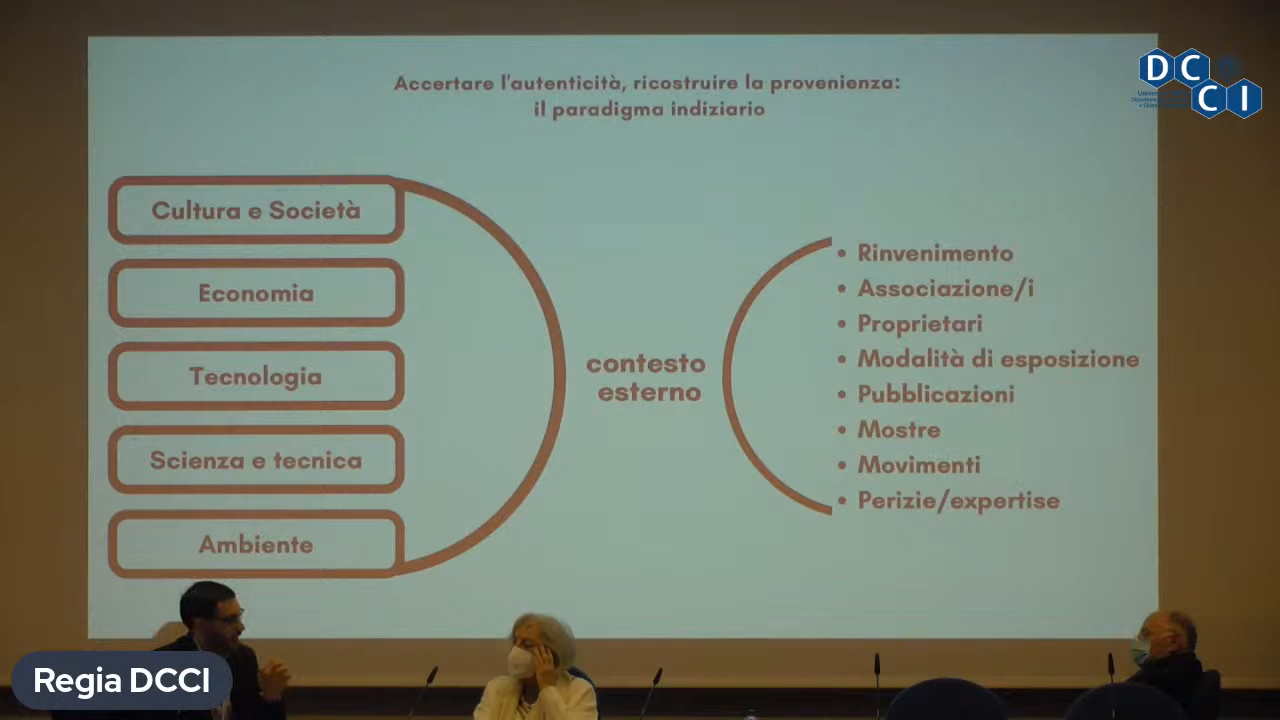 Accertare l'autenticità, ricostruire la provenienza:
il paradigma indiziario
DC
CI
Cultura e Società
Economia
Tecnologia
Scienza e tecnica
Ambiente
contesto
esterno
• Rinvenimento
• Associazione/i
• Proprietari
• Modalità di esposizione
• Pubblicazioni
• Mostre
• Movimenti
• Perizie/expertise
Regia DCCI